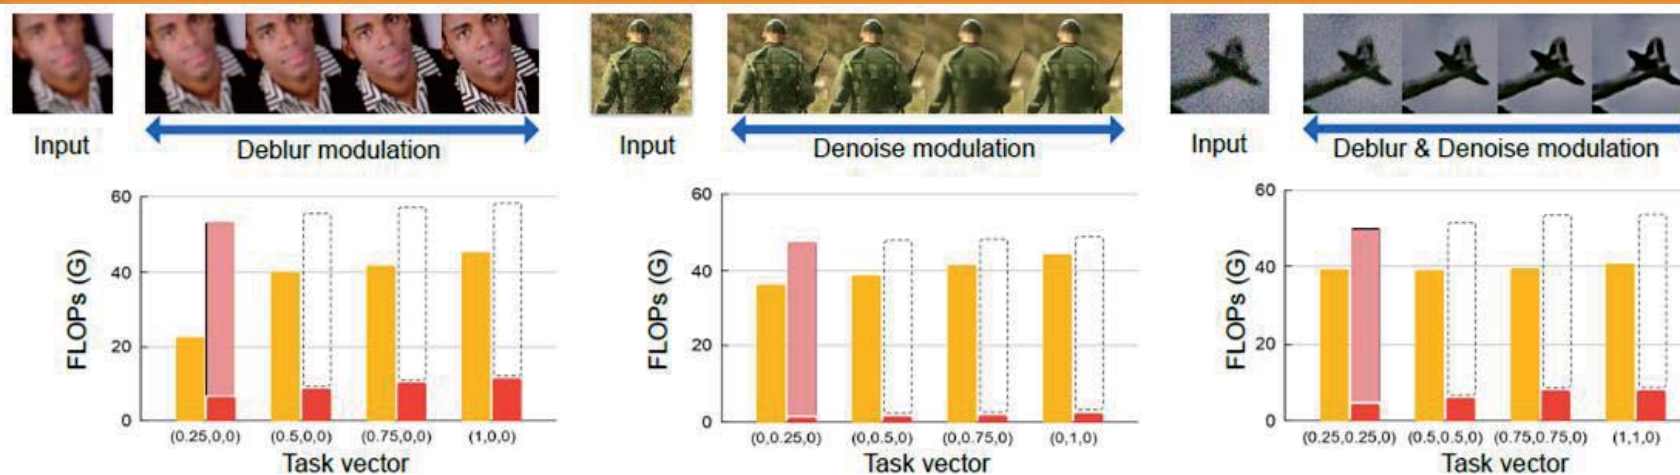 Input
Deblur modulation
Input
Denoise modulation
Input
Deblur & Denoise modulation
60
40
20
0
FLOPs (G)
(0.25,0,0) (0.5,0,0) (0.75,0,0) (1,0,0)
Task vector
60
40
20
0
FLOPs (G)
(0,0.25,0) (0,0.5,0) (0,0.75,0) (0,1,0)
Task vector
60
40
20
0
FLOPs (G)
(0.25,0.25,0) (0.5,0.5,0) (0.75,0.75,0) (1,1,0)
Task vector